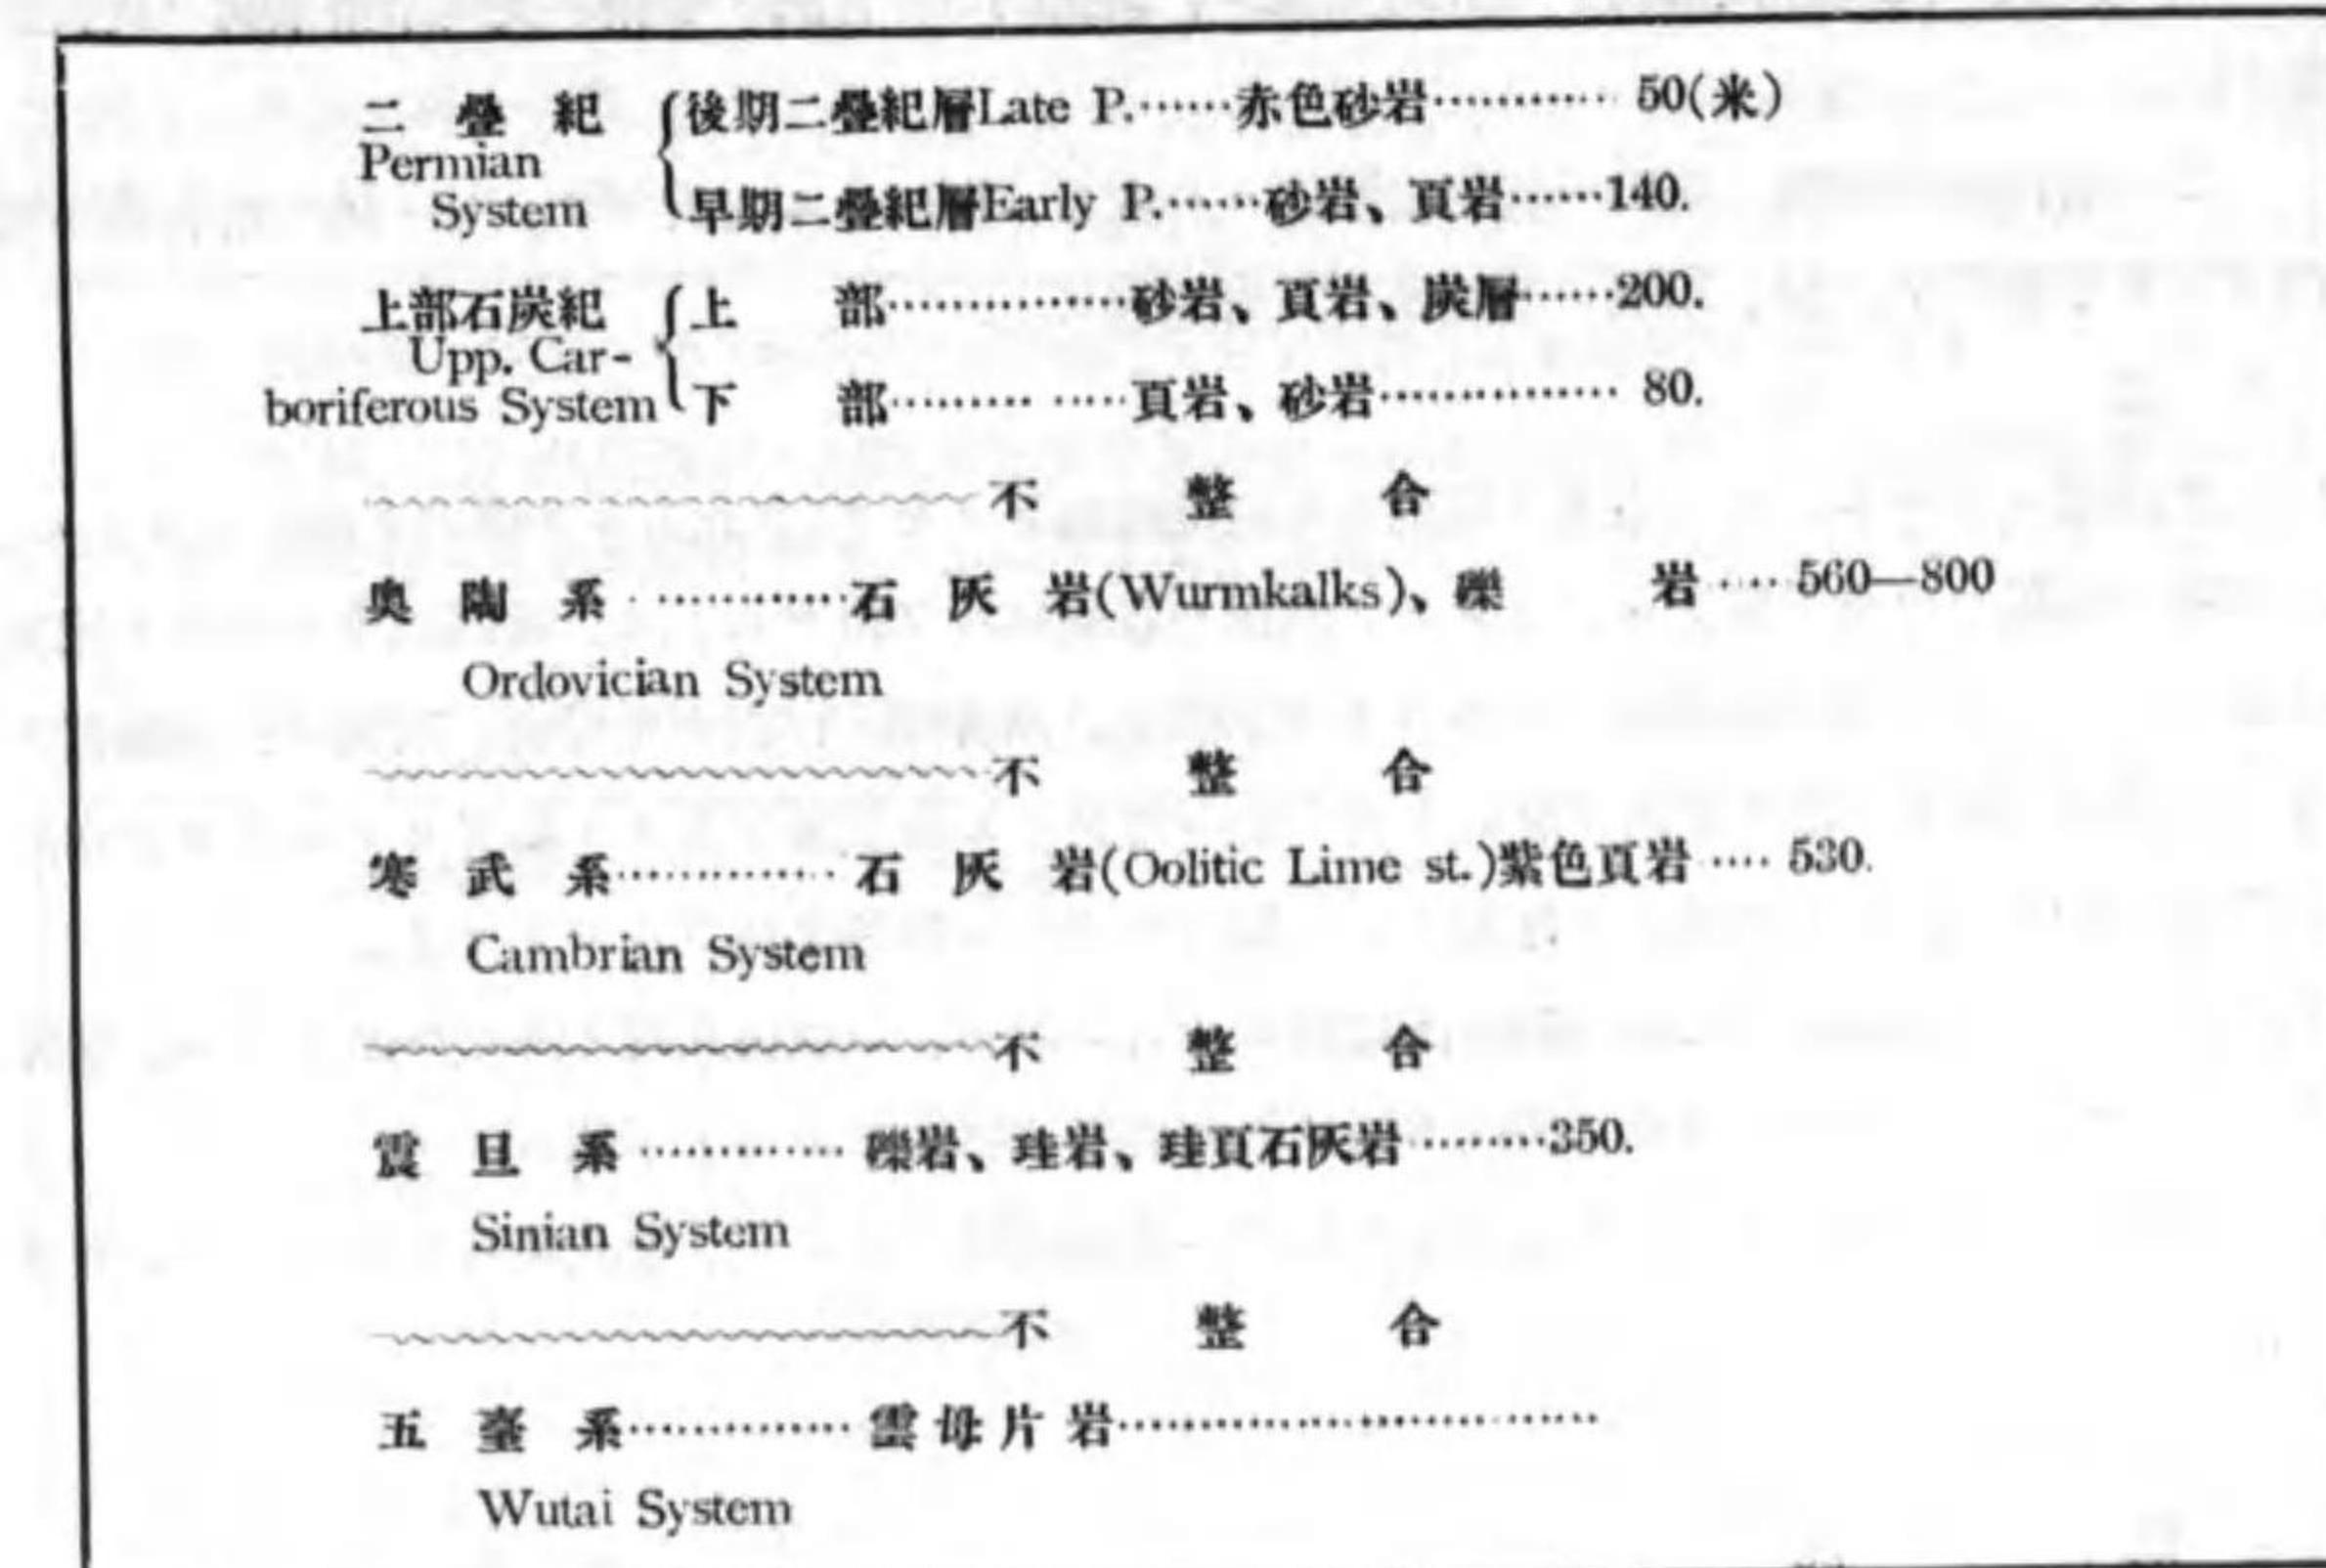 二疊紀 後期二疊紀層Late P.……赤色砂岩………… 50(米)
Permian
System 早期二疊紀層Early P.……砂岩、頁岩……140.
上部石炭紀 上部……………砂岩、頁岩、炭層……200.
Upp. Car-
boriferous System 下部……………頁岩、砂岩…………… 80.
不整合
奥陶系…………石灰岩(Wurmkalks)、礫岩…560—800
Ordovician System
不整合
寒武系…………石灰岩(Oolitic Lime st.)紫色頁岩…530.
Cambrian System
不整合
震旦系…………礫岩、珪岩、珪頁石灰岩………350.
Sinian System
不整合
五臺系…………雲母片岩…………………………
Wutai System